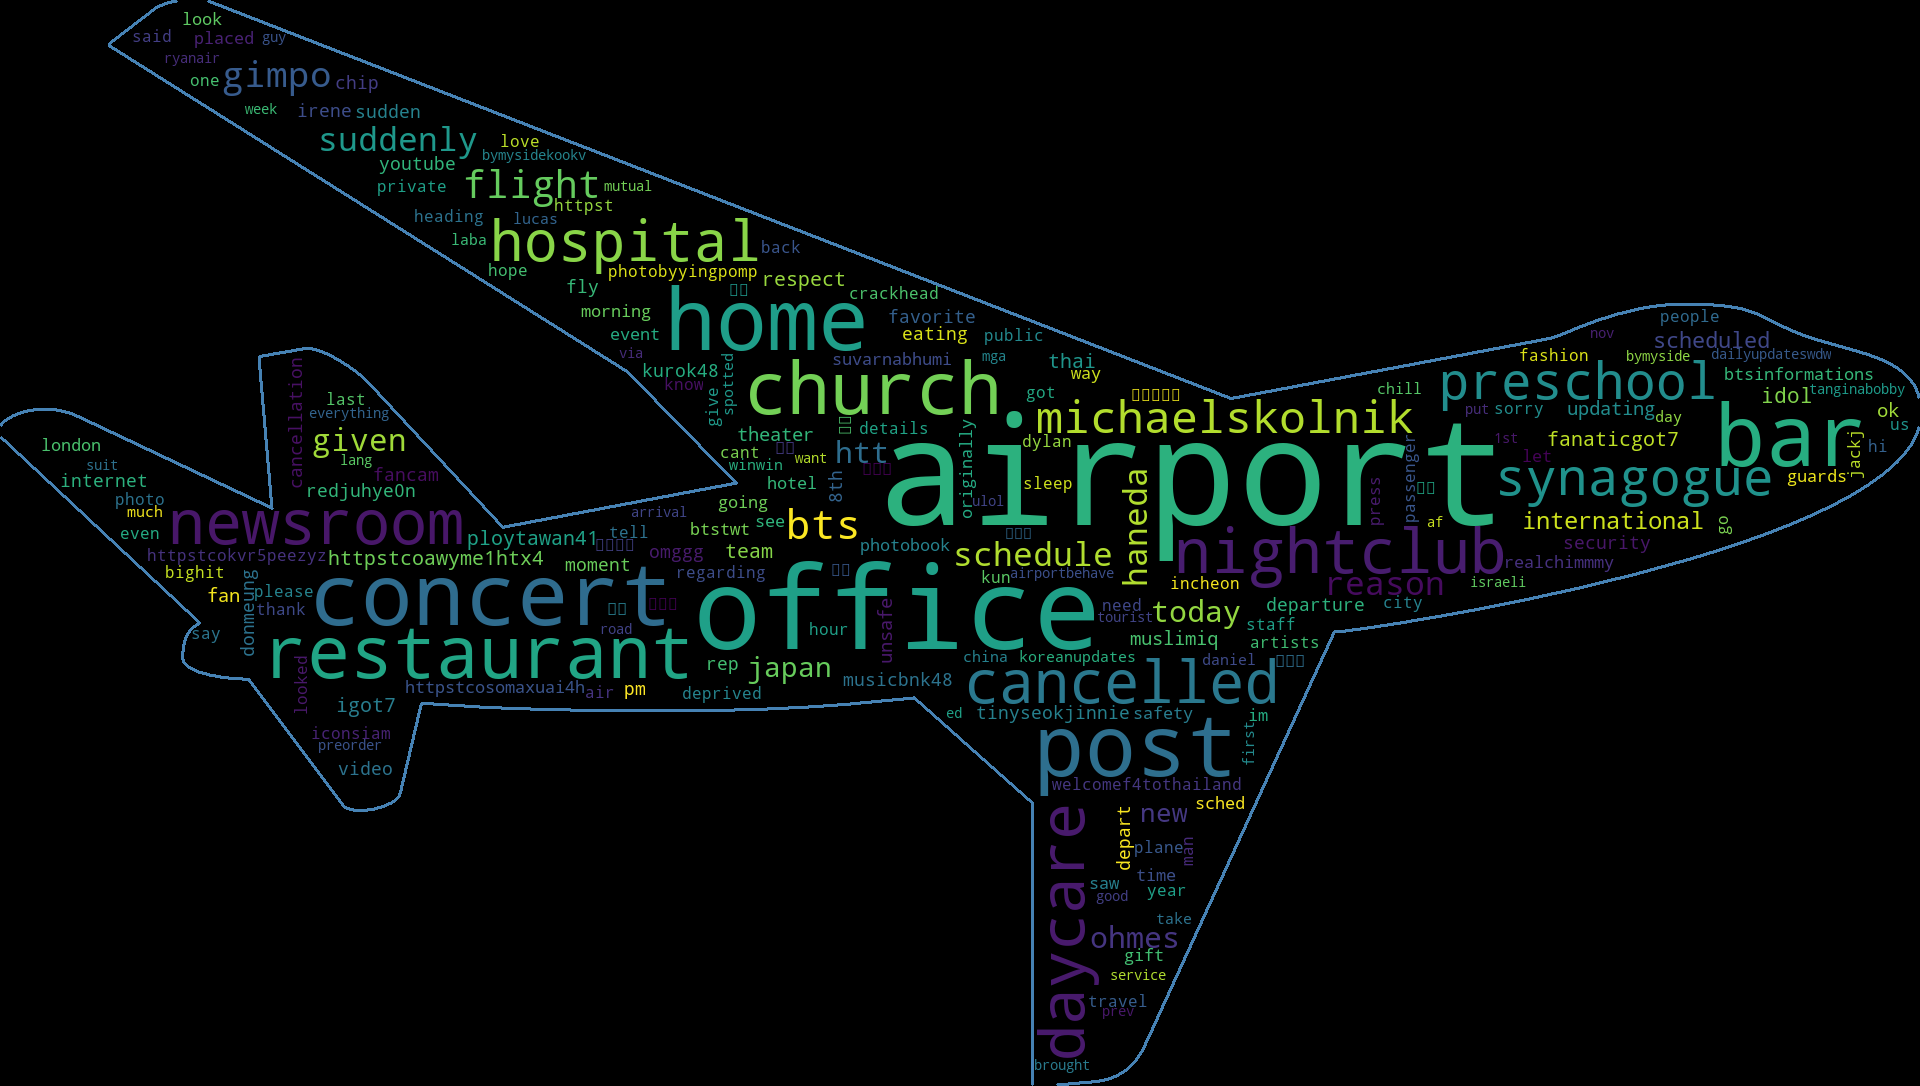 look
said placed guy
ryanair
one gimpo chip
week irene sudden
suddenly love
youtube bymysidekookv
private flight mutual
httpst
heading lucas
laba hospital back
hope photobyyingpomp respect
fly crackhead
morning home favorite
event eating public
via suvarnabhumi mga thai
kurok48 know spotted church way
give got
theater details michaelskolnik
cant winwin want htt dylan
hotel 8th originally sleep
going ulol airport
people
nov scheduled
fashion bymyside dailyupdateswdw
chill preschool btsinformations
idol tanginabobby
put sorry updating day bar ok
us
1st let fanaticgot7 jackj hi
synagogue guards
press passenger
af international go
nightclub security
realchimmmy
reason israeli
cancellation last
everything
london given
suit lang
internet fancam
photo redjuhye0n
much newsroom arrival
even ploytawan41 tell btstwt see bts
httpstcokvr5peezyz httpstcoawyme1htx4 omggg team photobook schedule haneda
bighit moment regarding kun airportbehave incheon
fan donmeung please concert office need today departure city
thank tourist staff
say road hour unsafe muslimiq artists
restaurant rep japan china koreanupdates daniel
looked httpstcosomaxuai4h air pm deprived musicbnk48 cancelled
igot7 ed tinyseokjinnie safety im
iconsiam first
preorder post
video
welcomef4tothailand
sched
daycare depart new
plane man
time
saw year
good
take
ohmes
gift
service
travel
prev
brought